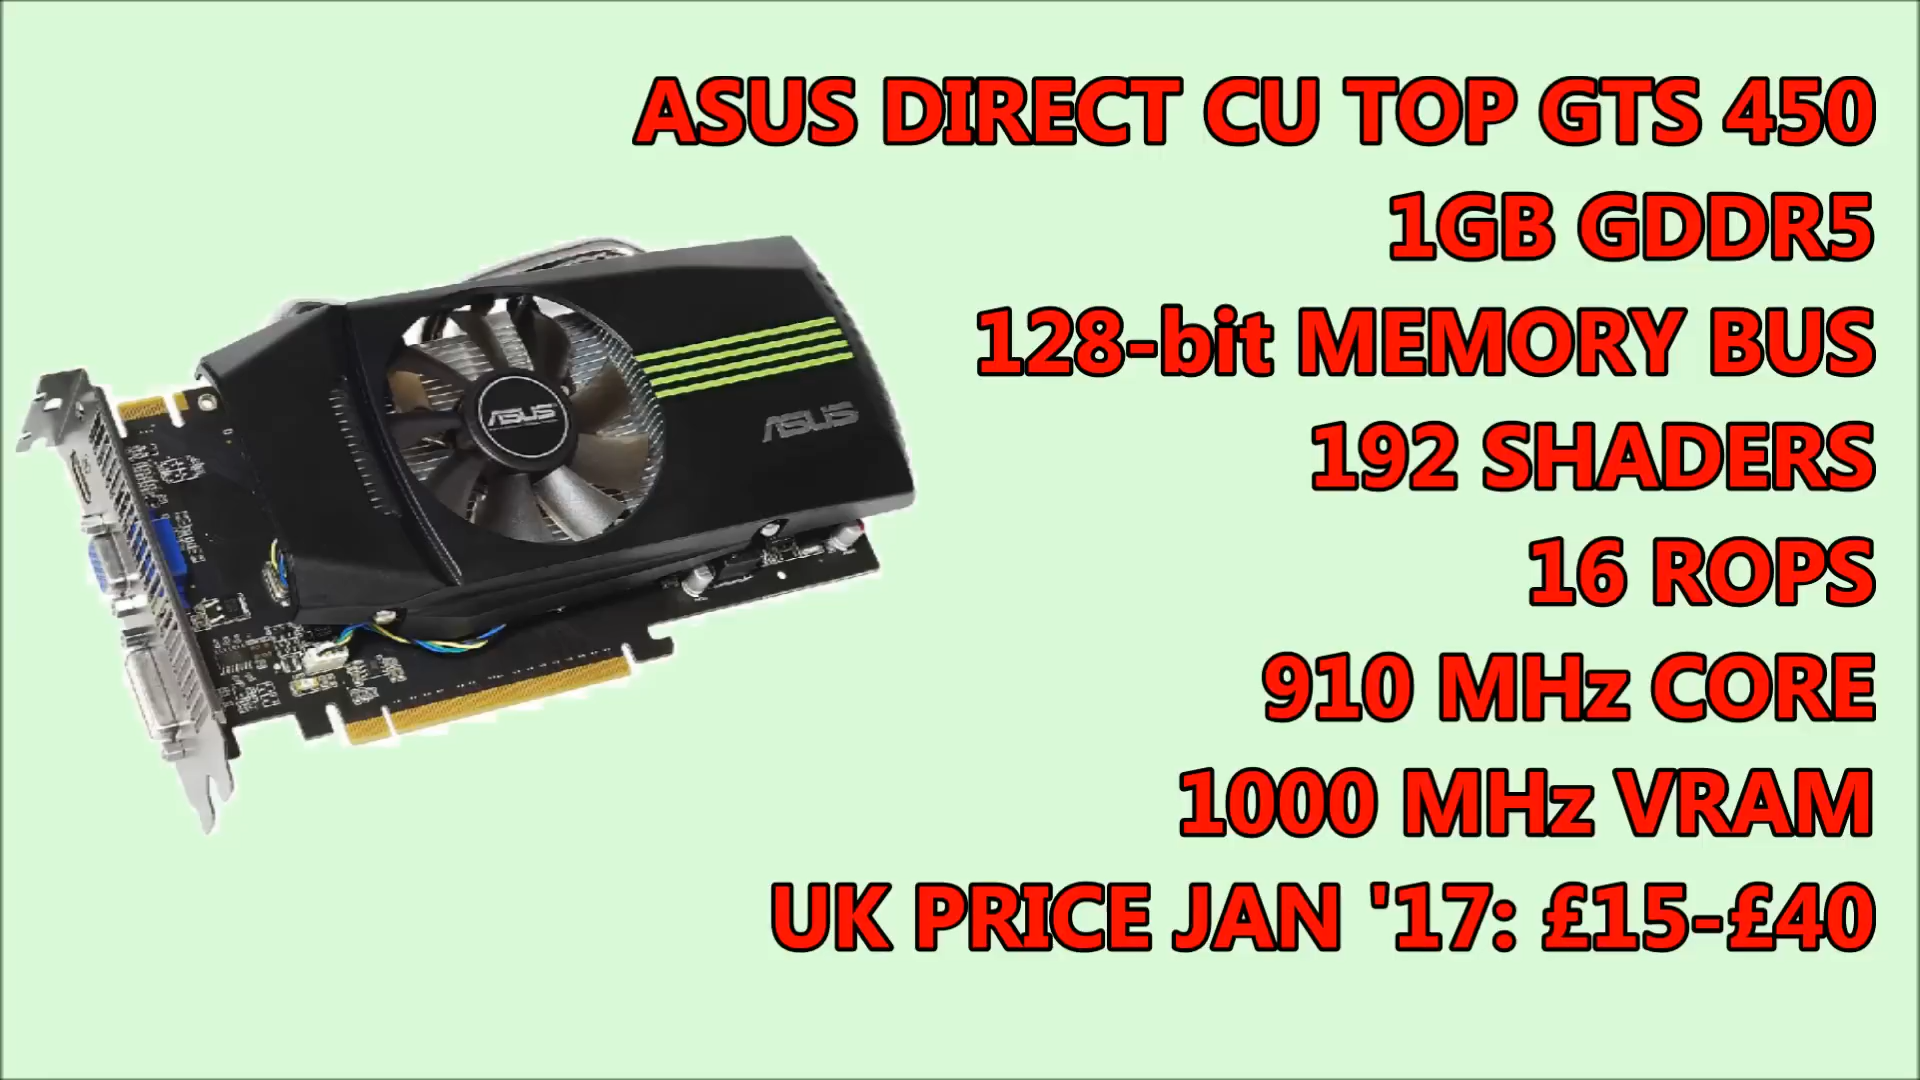 ASUS DIRECT CU TOP GTS 450
1GB GDDR5
128-bit MEMORY BUS
192 SHADERS
16 ROPS
910 MHz CORE
1000 MHz VRAM
UK PRICE JAN '17: £15-£40
ASUS
ASUS